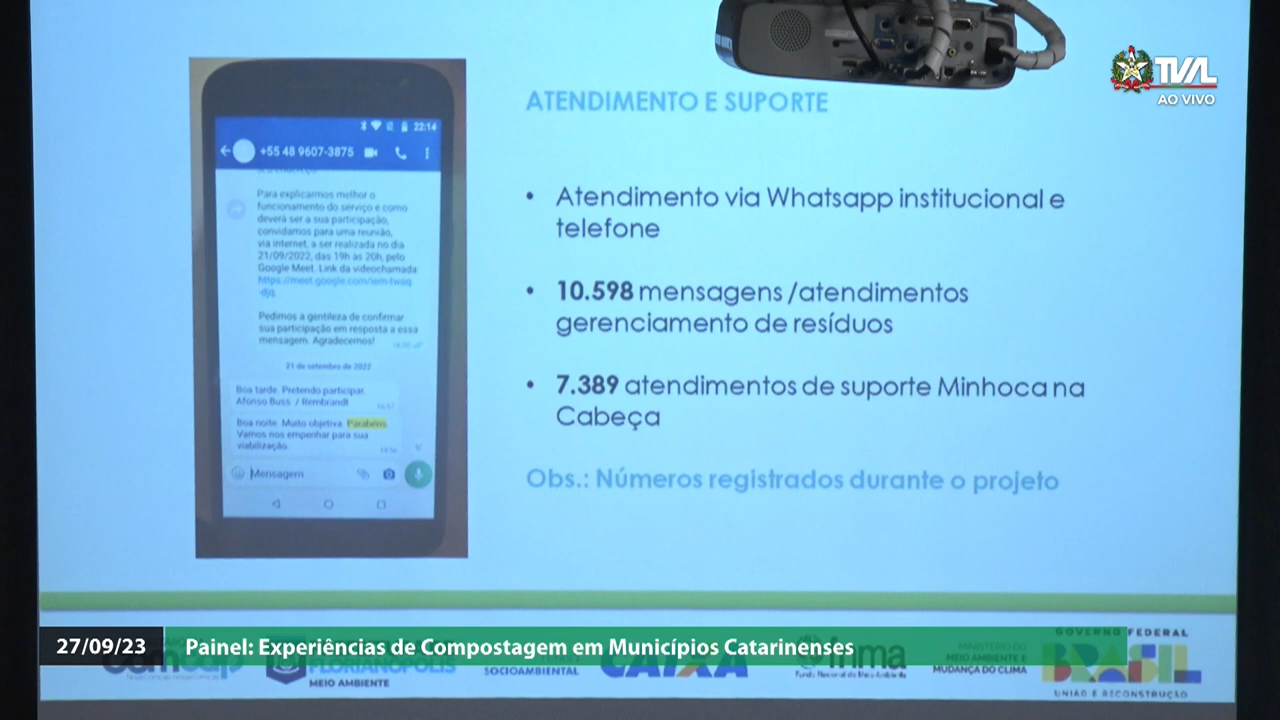 TVAL
AO VIVO
ATENDIMENTO E SUPORTE
22:14
+55 48 9607-3875
Para explicarmos melhor o
funcionamento do serviço e como
deverá ser a sua participação,
convidamos para uma reunião,
via internet, a ser realizada no dia
21/09/2022, das 19h às 20h, pelo
Google Meet. Link da videochamada
Pedimos a gentileza de confirmar
sua participação em resposta a essa
mensagem. Agradecemos!
21 de setembro de 2022
Boa tarde. Pretendo participar.
Afonso Buss / Rembrandt
Boa noite. Muito objetiva. Parabéns.
Vamos nos empenhar para sua
viabilização.
Mensagem
• Atendimento via Whatsapp institucional e
telefone
• 10.598 mensagens /atendimentos
gerenciamento de resíduos
• 7.389 atendimentos de suporte Minhoca na
Cabeça
Obs.: Números registrados durante o projeto
27/09/23
Painel: Experiências de Compostagem em Municípios Catarinenses
comcap
FLORIANÓPOLIS
MEIO AMBIENTE
SOCIOAMBIENTAL
CAIXA
fnma
Fundo Nacional do Meio Ambiente
MINISTÉRIO DO
MEIO AMBIENTE E
MUDANÇA DO CLIMA
GOVERNO FEDERAL
BRASIL
UNIÃO E RECONSTRUÇÃO